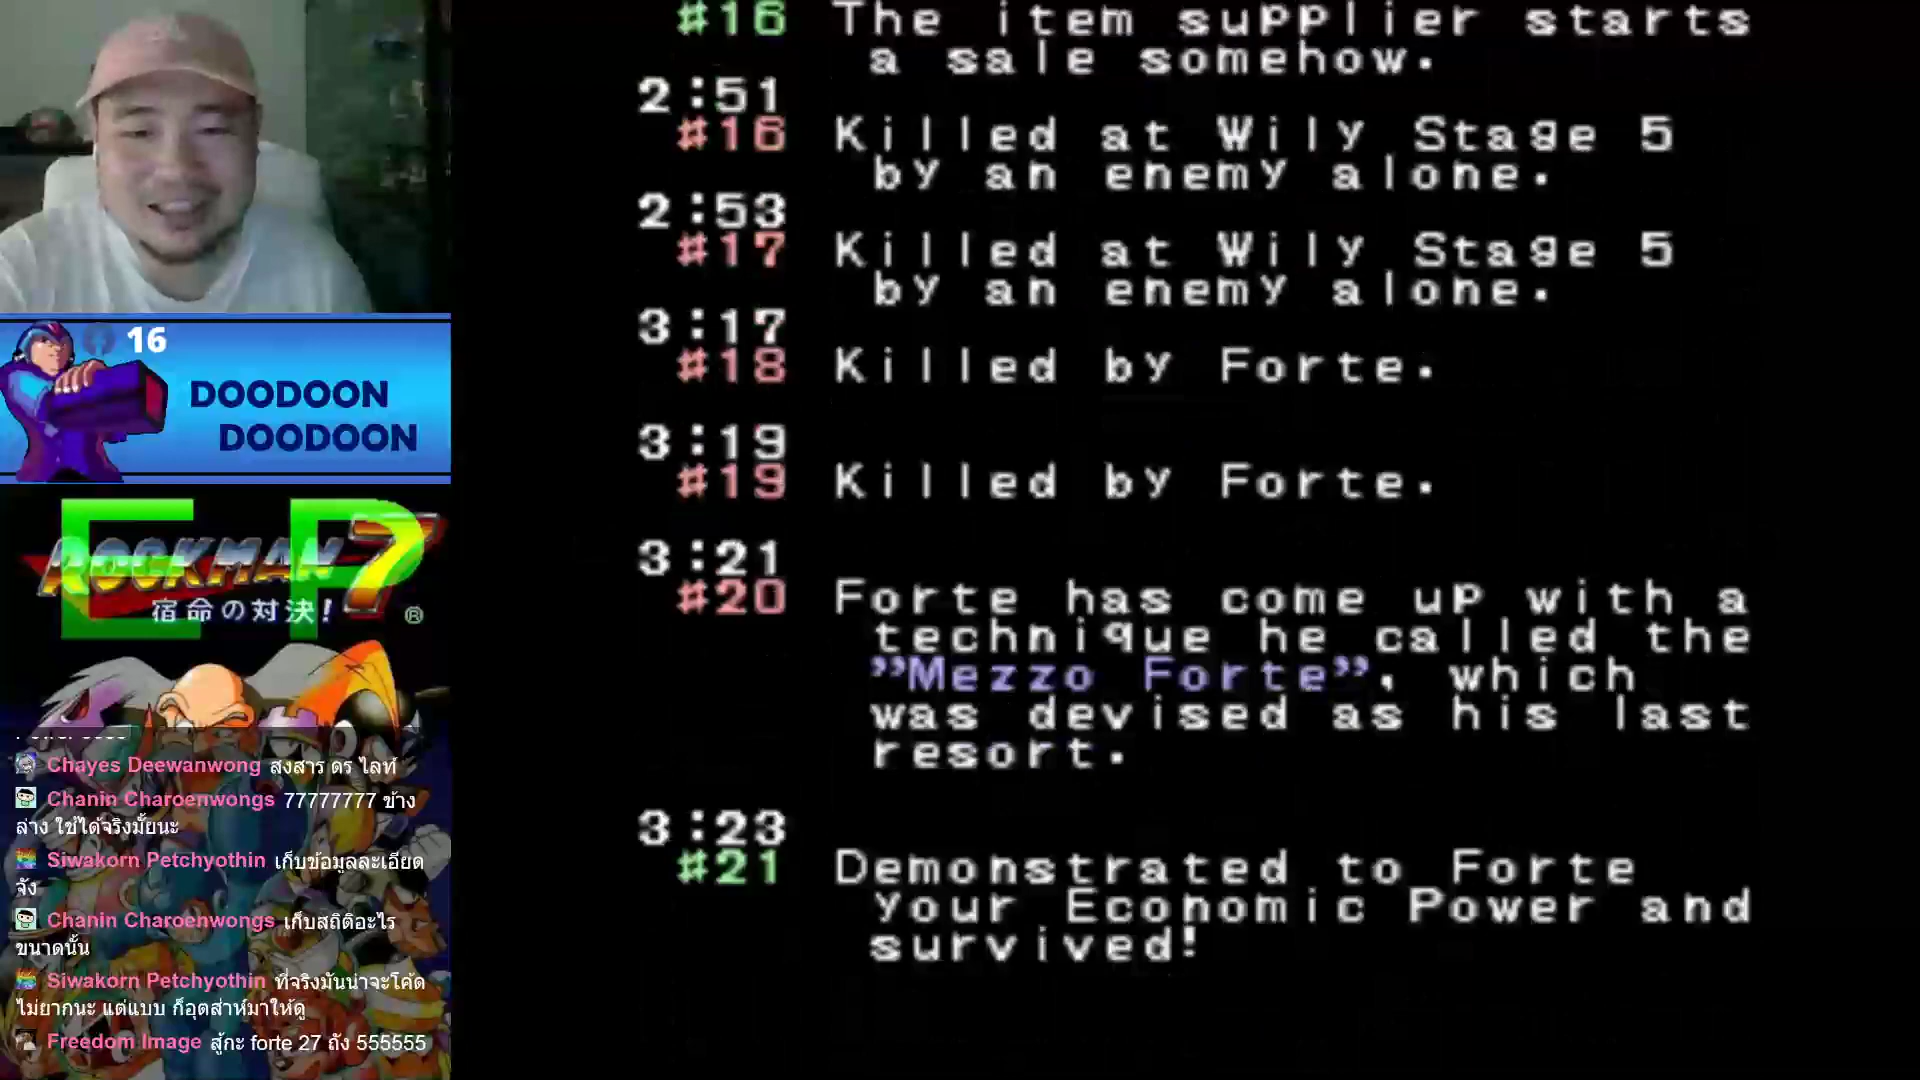 #16 The item supplier starts
a sale somehow.
2:51
#16 Killed at Wily Stage 5
by an enemy alone.
2:53
#17 Killed at Wily Stage 5
by an enemy alone.
3:17
#18 Killed by Forte.
3:19
#19 Killed by Forte.
3:21
#20 Forte has come up with a
technique he called the
"Mezzo Forte", which
was devised as his last
resort.
3:23
#21 Demonstrated to Forte
your Economic Power and
survived!
16
DOODOON
DOODOON
EP
ROCKMAN 7
宿命の対決!
®
Chayes Deewanwong สงสาร ดร ไลท์
Chanin Charoenwongs 77777777 ข้าง
ล่าง ใช้ได้จริงมั้ยนะ
Siwakorn Petchyothin เก็บข้อมูลละเอียด
จัง
Chanin Charoenwongs เก็บสถิติอะไร
ขนาดนั้น
Siwakorn Petchyothin ที่จริงมันน่าจะโค้ด
ไม่ยากนะ แต่แบบ ก็อุตส่าห์มาให้ดู
Freedom Image สู้กะ forte 27 ถัง 555555